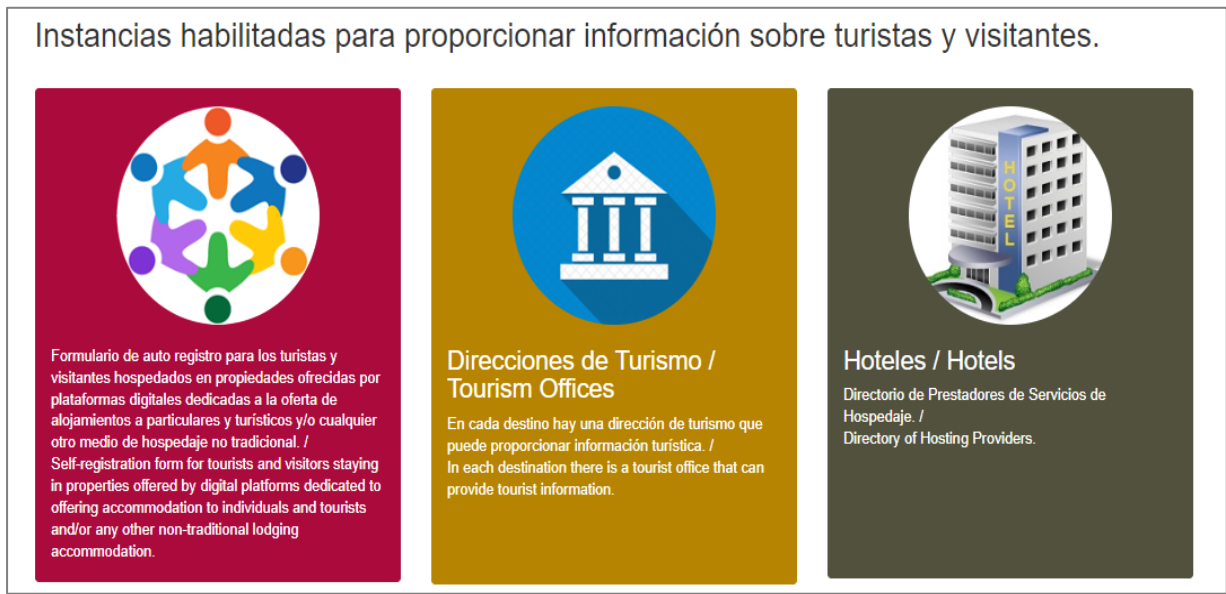 Instancias habilitadas para proporcionar información sobre turistas y visitantes.
Formulario de auto registro para los turistas y
visitantes hospedados en propiedades ofrecidas por
plataformas digitales dedicadas a la oferta de
alojamientos a particulares y turísticos y/o cualquier
otro medio de hospedaje no tradicional. /
Self-registration form for tourists and visitors staying
in properties offered by digital platforms dedicated to
offering accommodation to individuals and tourists
and/or any other non-traditional lodging
accommodation.
Direcciones de Turismo /
Tourism Offices
En cada destino hay una dirección de turismo que
puede proporcionar información turística. /
In each destination there is a tourist office that can
provide tourist information.
HOTEL
Hoteles / Hotels
Directorio de Prestadores de Servicios de
Hospedaje. /
Directory of Hosting Providers.